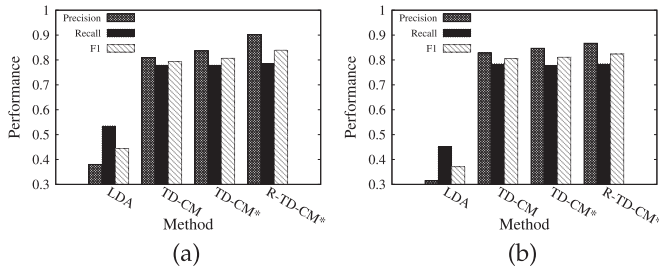 Precision
Recall
F1
1
0.9
0.8
0.7
0.6
0.5
0.4
0.3
Performance
LDA
TD-CM
TD-CM*
R-TD-CM*
Method
(a)
Precision
Recall
F1
1
0.9
0.8
0.7
0.6
0.5
0.4
0.3
Performance
LDA
TD-CM
TD-CM*
R-TD-CM*
Method
(b)